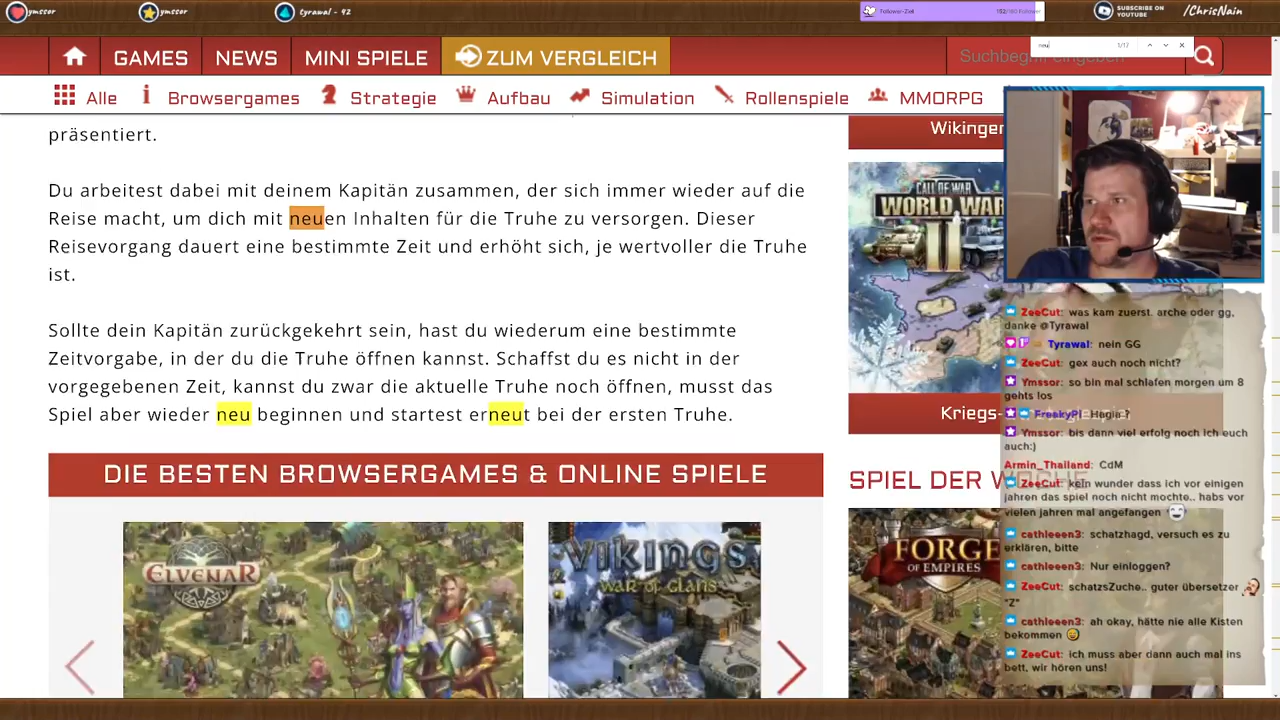 ymssor
ymssor
tyrawal - 42
Follower-Ziel
SUBSCRIBE ON
YOUTUBE
/ChrisNain
GAMES
NEWS
MINI SPIELE
ZUM VERGLEICH
Suchbegriff eingeben
neu
1/17
Alle
Browsergames
Strategie
Aufbau
Simulation
Rollenspiele
MMORPG
präsentiert.
Du arbeitest dabei mit deinem Kapitän zusammen, der sich immer wieder auf die
Reise macht, um dich mit neuen Inhalten für die Truhe zu versorgen. Dieser
Reisevorgang dauert eine bestimmte Zeit und erhöht sich, je wertvoller die Truhe
ist.
Sollte dein Kapitän zurückgekehrt sein, hast du wiederum eine bestimmte
Zeitvorgabe, in der du die Truhe öffnen kannst. Schaffst du es nicht in der
vorgegebenen Zeit, kannst du zwar die aktuelle Truhe noch öffnen, musst das
Spiel aber wieder neu beginnen und startest erneut bei der ersten Truhe.
DIE BESTEN BROWSERGAMES & ONLINE SPIELE
ELVENAR
VIKINGS
WAR OF CLANS
Wikinger
CALL OF WAR
WORLD WAR
II
Kriegs-
SPIEL DER WOCHE
FORGE
OF EMPIRES
ZeeCut: was kam zuerst. arche oder gg,
danke @Tyrawal
Tyrawal: nein GG
ZeeCut: gex auch noch nicht?
Ymssor: so bin mal schlafen morgen um 8
gehts los
FreakyPi: Hagia ?
Ymssor: bis dann viel erfolg noch ich euch
auch:)
Armin_Thailand: CdM
ZeeCut: kein wunder dass ich vor einigen
jahren das spiel noch nicht mochte.. habs vor
vielen jahren mal angefangen
cathleeen3: schatzhagd, versuch es zu
erklären, bitte
cathleeen3: Nur einloggen?
ZeeCut: schatzsZuche.. guter übersetzer
"Z"
cathleeen3: ah okay, hätte nie alle Kisten
bekommen
ZeeCut: ich muss aber dann auch mal ins
bett, wir hören uns!